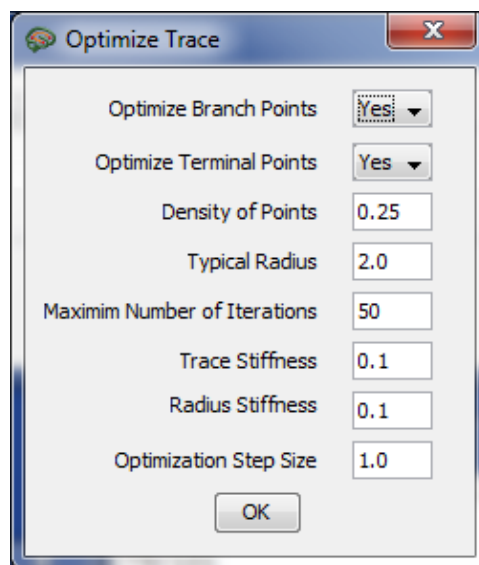 Optimize Trace
Optimize Branch Points Yes
Optimize Terminal Points Yes
Density of Points 0.25
Typical Radius 2.0
Maximim Number of Iterations 50
Trace Stiffness 0.1
Radius Stiffness 0.1
Optimization Step Size 1.0
OK